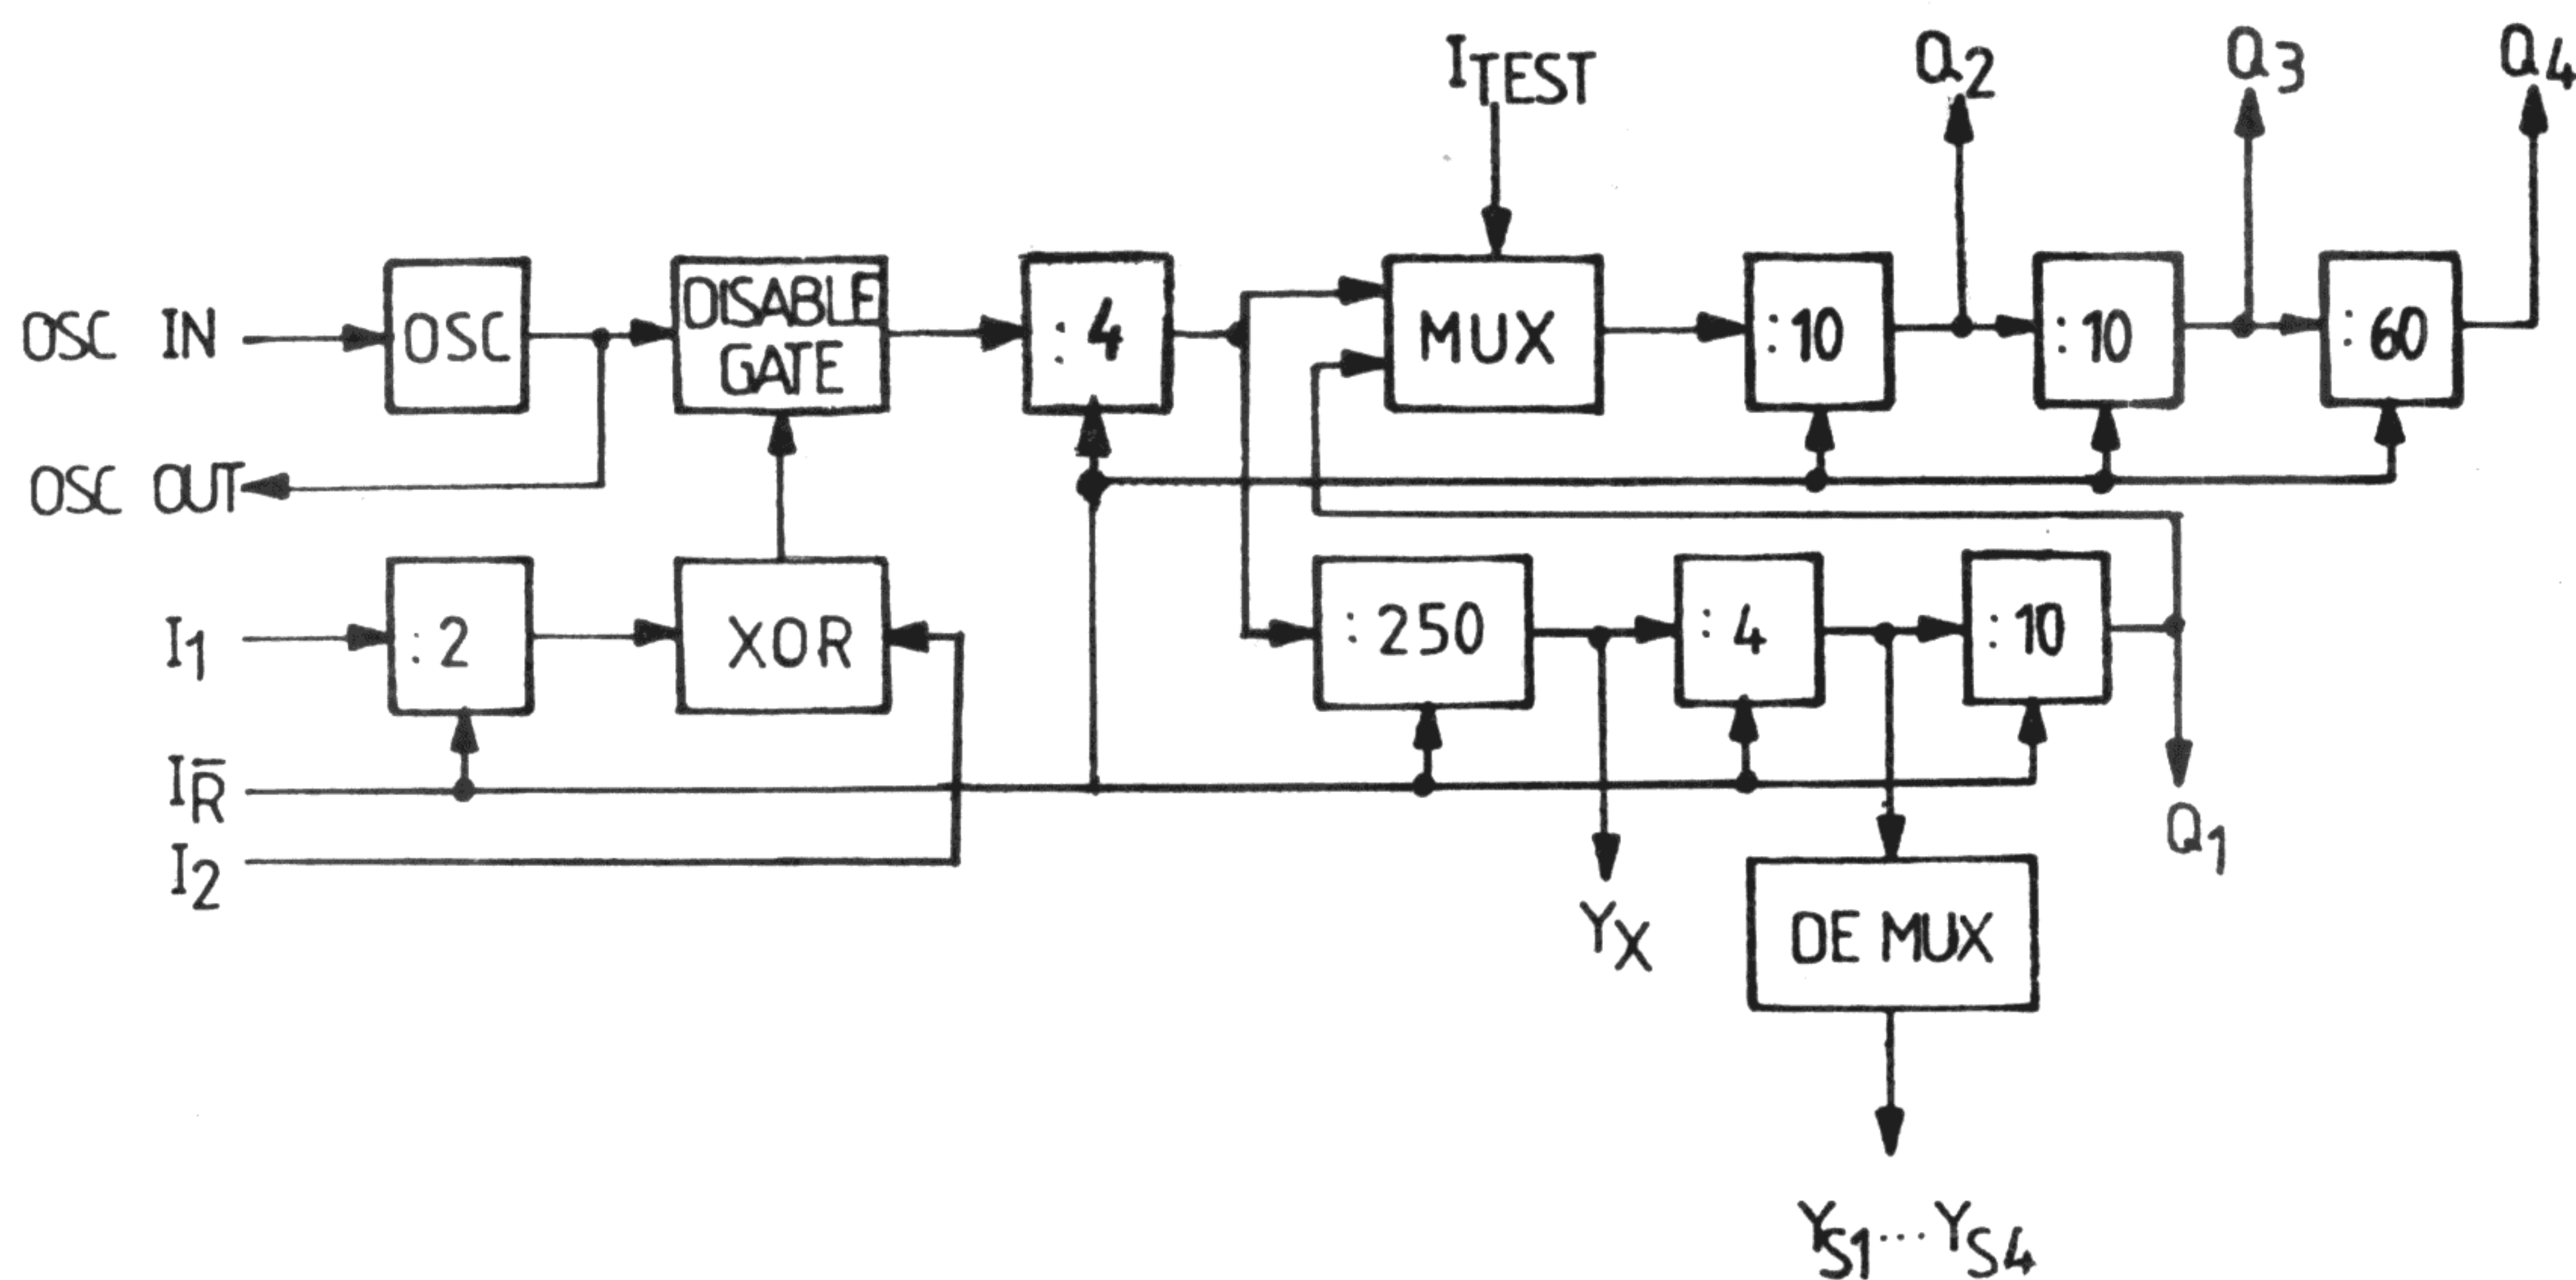 I TEST
Q2
Q3
Q4
OSC IN
OSC
DISABLE
GATE
: 4
MUX
: 10
: 10
: 60
OSC OUT
I1
: 2
XOR
: 250
: 4
: 10
IR̅
I2
YX
Q1
DE MUX
YS1 .... YS4